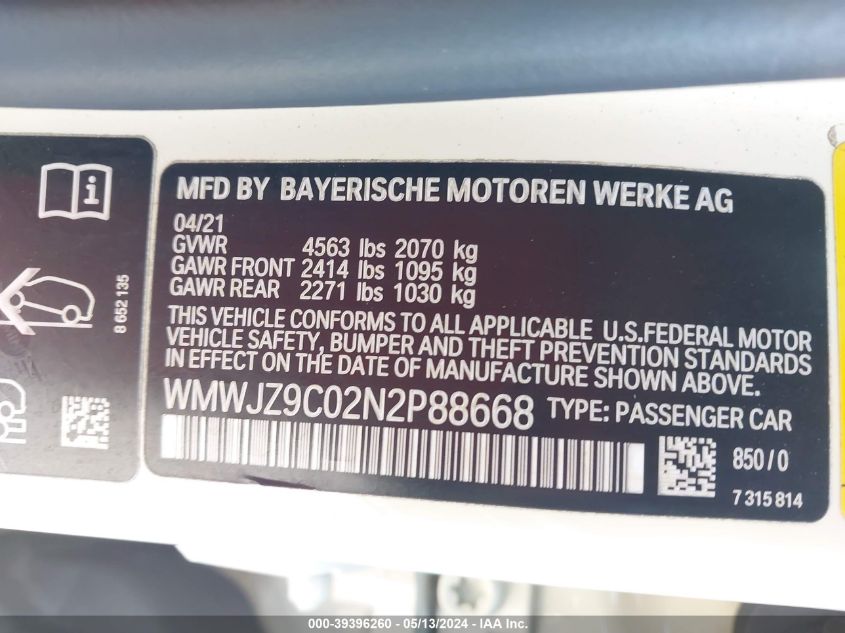 MFD BY BAYERISCHE MOTOREN WERKE AG
04/21
GVWR 4563 lbs 2070 kg
GAWR FRONT 2414 lbs 1095 kg
GAWR REAR 2271 lbs 1030 kg
THIS VEHICLE CONFORMS TO ALL APPLICABLE U.S.FEDERAL MOTOR
VEHICLE SAFETY, BUMPER AND THEFT PREVENTION STANDARDS
IN EFFECT ON THE DATE OF MANUFACTURE SHOWN ABOVE.
WMWJZ9C02N2P88668 TYPE: PASSENGER CAR
850/0
7 315 814
8 652 135
000-39396260 - 05/13/2024 - IAA Inc.